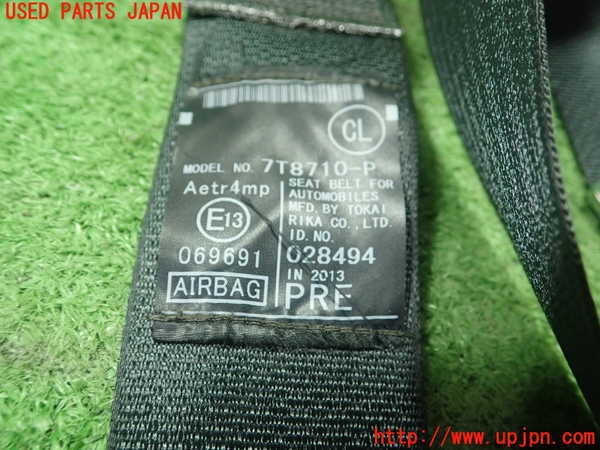 USED PARTS JAPAN
CL
MODEL NO. 7T8710-P
Aetr4mp
E13
069691
AIRBAG
SEAT BELT FOR
AUTOMOBILES
MFD. BY TOKAI
RIKA CO., LTD.
ID. NO.
028494
IN 2013
PRE
http://www.upjpn.com